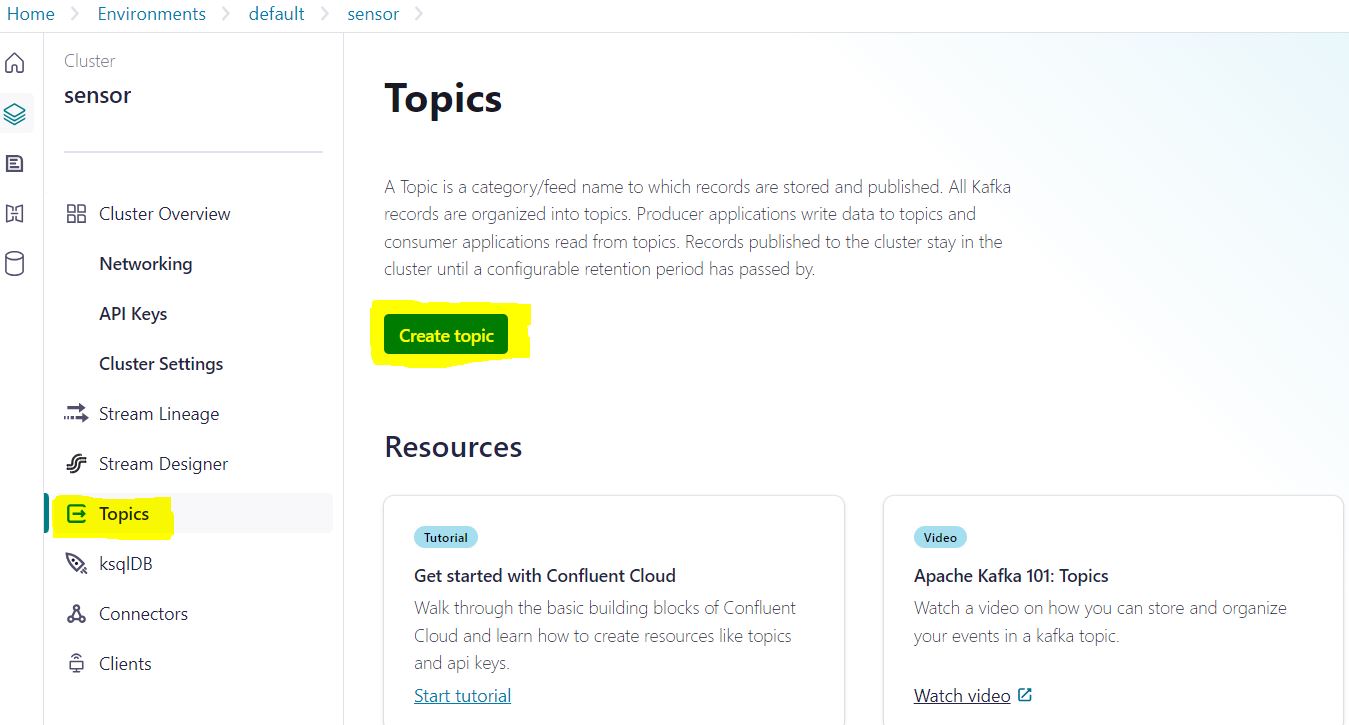 Home
Environments
default
sensor
Cluster
sensor
Cluster Overview
Networking
API Keys
Cluster Settings
Stream Lineage
Stream Designer
Topics
ksqlDB
Connectors
Clients
Topics
A Topic is a category/feed name to which records are stored and published. All Kafka
records are organized into topics. Producer applications write data to topics and
consumer applications read from topics. Records published to the cluster stay in the
cluster until a configurable retention period has passed by.
Create topic
Resources
Tutorial
Get started with Confluent Cloud
Walk through the basic building blocks of Confluent
Cloud and learn how to create resources like topics
and api keys.
Start tutorial
Video
Apache Kafka 101: Topics
Watch a video on how you can store and organize
your events in a kafka topic.
Watch video